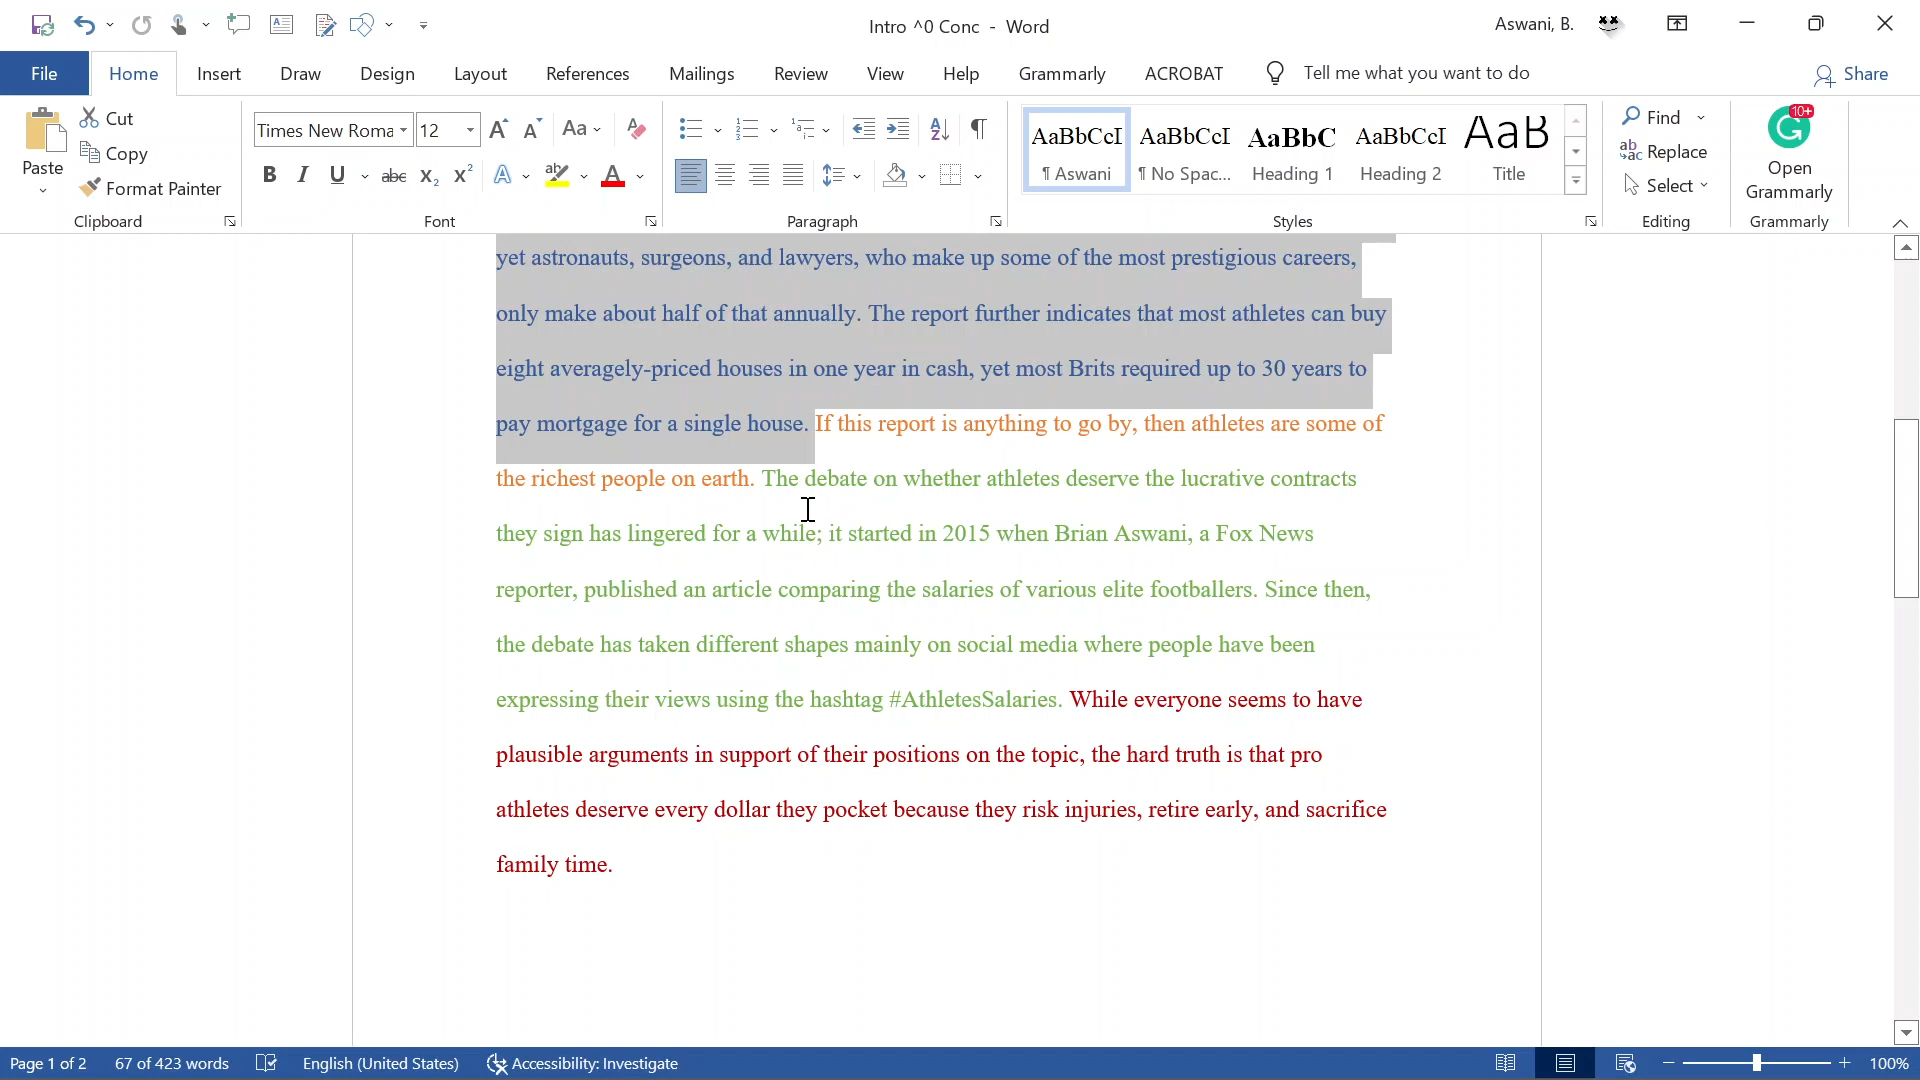 Intro ^0 Conc - Word
Aswani, B.
File Home Insert Draw Design Layout References Mailings Review View Help Grammarly ACROBAT Tell me what you want to do Share
Paste
Cut
Copy
Format Painter
Clipboard
Times New Roma 12
Font
Paragraph
AaBbCcI AaBbCcI AaBbC AaBbCcI AaB
¶ Aswani ¶ No Spac... Heading 1 Heading 2 Title
Styles
Find
Replace
Select
Editing
10+
Open
Grammarly
Grammarly
yet astronauts, surgeons, and lawyers, who make up some of the most prestigious careers,
only make about half of that annually. The report further indicates that most athletes can buy
eight averagely-priced houses in one year in cash, yet most Brits required up to 30 years to
pay mortgage for a single house. If this report is anything to go by, then athletes are some of
the richest people on earth. The debate on whether athletes deserve the lucrative contracts
they sign has lingered for a while; it started in 2015 when Brian Aswani, a Fox News
reporter, published an article comparing the salaries of various elite footballers. Since then,
the debate has taken different shapes mainly on social media where people have been
expressing their views using the hashtag #AthletesSalaries. While everyone seems to have
plausible arguments in support of their positions on the topic, the hard truth is that pro
athletes deserve every dollar they pocket because they risk injuries, retire early, and sacrifice
family time.
Page 1 of 2 67 of 423 words English (United States) Accessibility: Investigate 100%